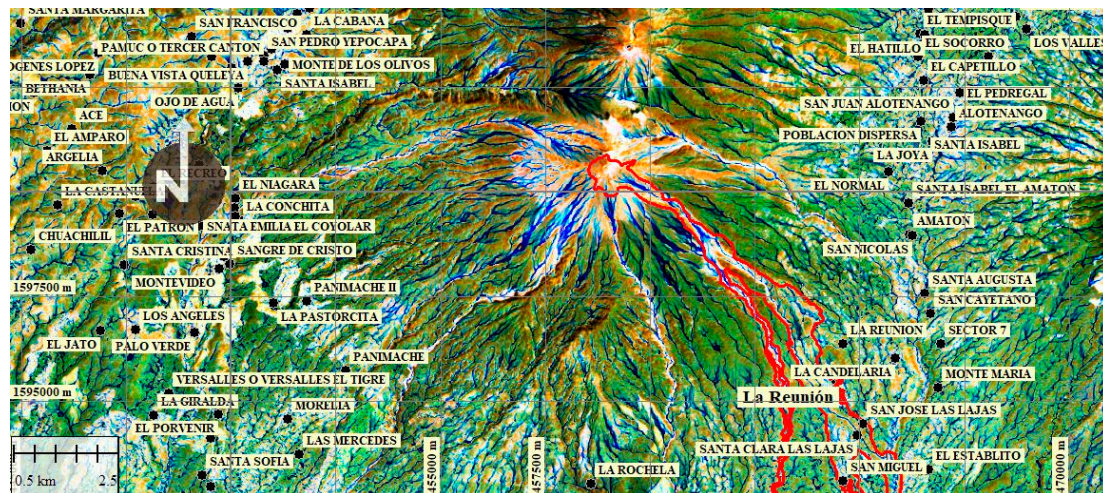 SANTA MARGARITA
LA CABANA
SAN FRANCISCO
EL TEMPISQUE
PAMUC O TERCER CANTON
SAN PEDRO YEPOCAPA
EL HATILLO
EL SOCORRO
LOS VALLES
OGENES LOPEZ
BUENA VISTA QUELEYA
MONTE DE LOS OLIVOS
EL CAPETILLO
BETHANIA
SANTA ISABEL
EL PEDREGAL
ION
OJO DE AGUA
SAN JUAN ALOTENANGO
ALOTENANGO
ACE
EL AMPARO
POBLACION DISPERSA
SANTA ISABEL
ARGELIA
LA JOYA
RECREO
N
LA CASTANUELA
EL NIAGARA
EL NORMAL
SANTA ISABEL EL AMATON
LA CONCHITA
EL PATRON
SNATA EMILIA EL COYOLAR
AMATON
CHUACHILIL
SANTA CRISTINA
SANGRE DE CRISTO
SAN NICOLAS
1597500 m
MONTEVIDEO
PANIMACHE II
SANTA AUGUSTA
SAN CAYETANO
LOS ANGELES
LA PASTORCITA
LA REUNION
SECTOR 7
EL JATO
PALO VERDE
PANIMACHE
LA CANDELARIA
VERSALLES O VERSALLES EL TIGRE
MONTE MARIA
1595000 m
LA GIRALDA
MORELIA
La Reunión
SAN JOSE LAS LAJAS
EL PORVENIR
LAS MERCEDES
SANTA CLARA LAS LAJAS
EL ESTABLITO
SANTA SOFIA
LA ROCHELA
SAN MIGUEL
0.5 km 2.5
455000 m
457500 m
470000 m